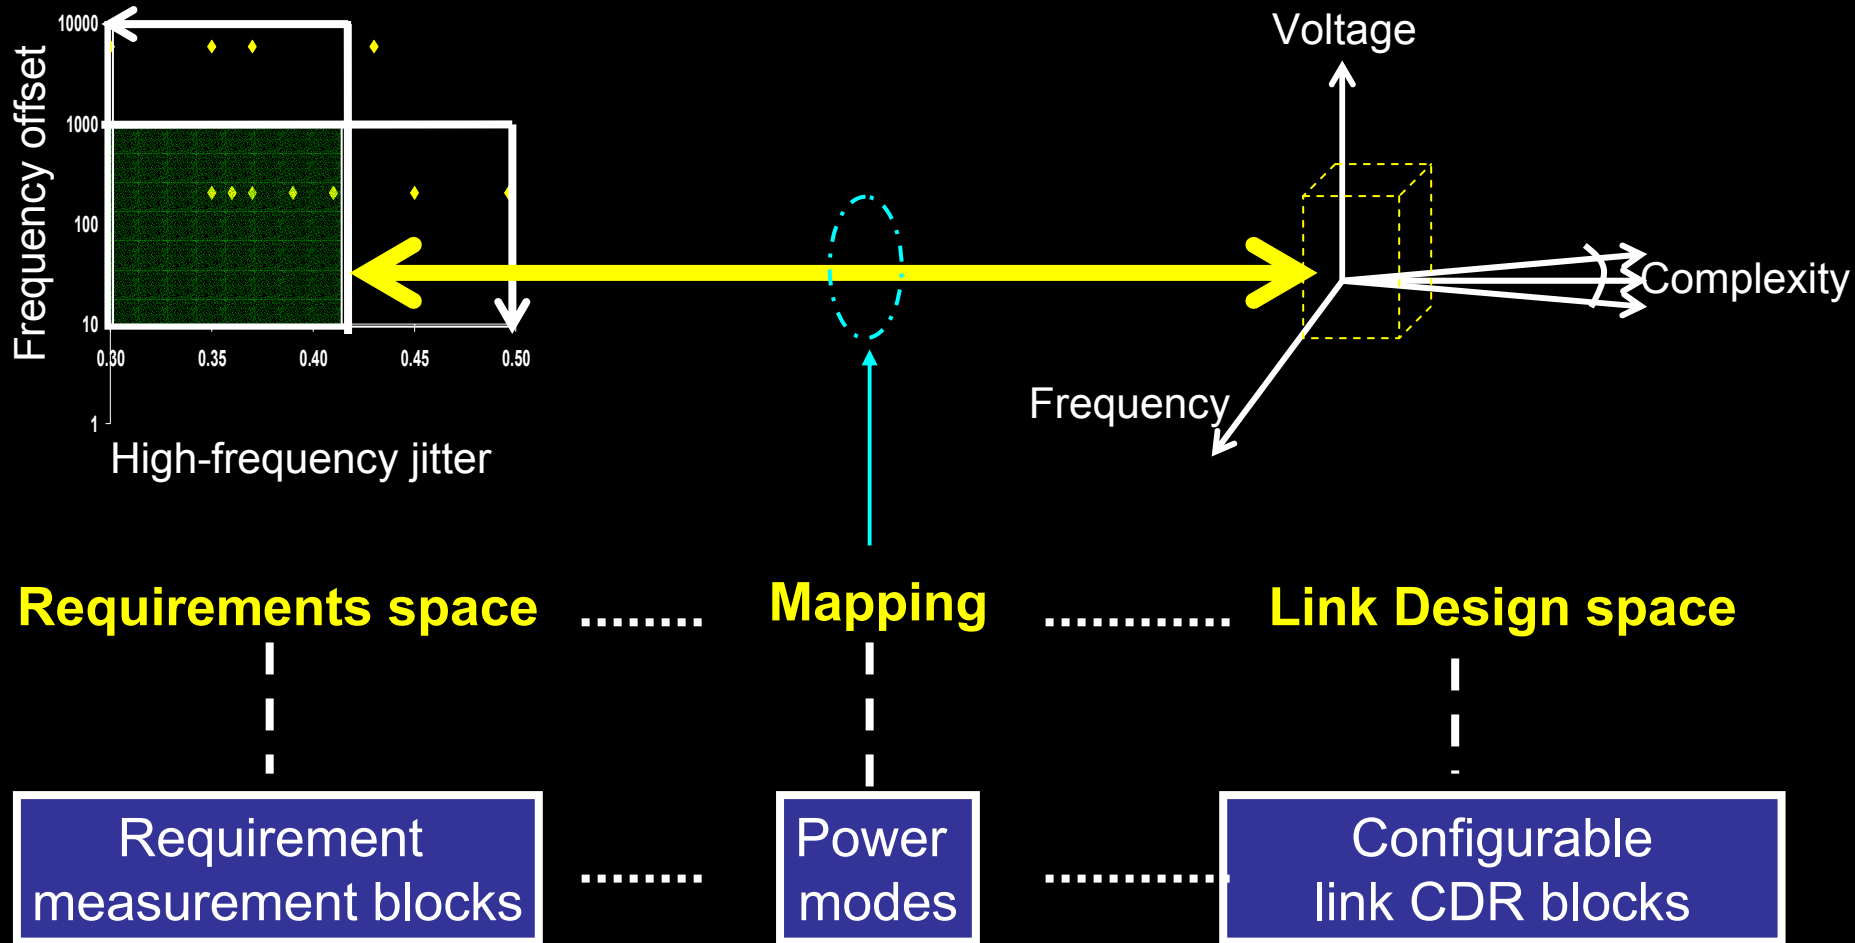 Voltage
10000
1000
100
10
1
Frequency offset
0.30
0.35
0.40
0.45
0.50
High-frequency jitter
Complexity
Frequency
Requirements space ........ Mapping ............ Link Design space
Requirement
measurement blocks
........
Power
modes
............
Configurable
link CDR blocks